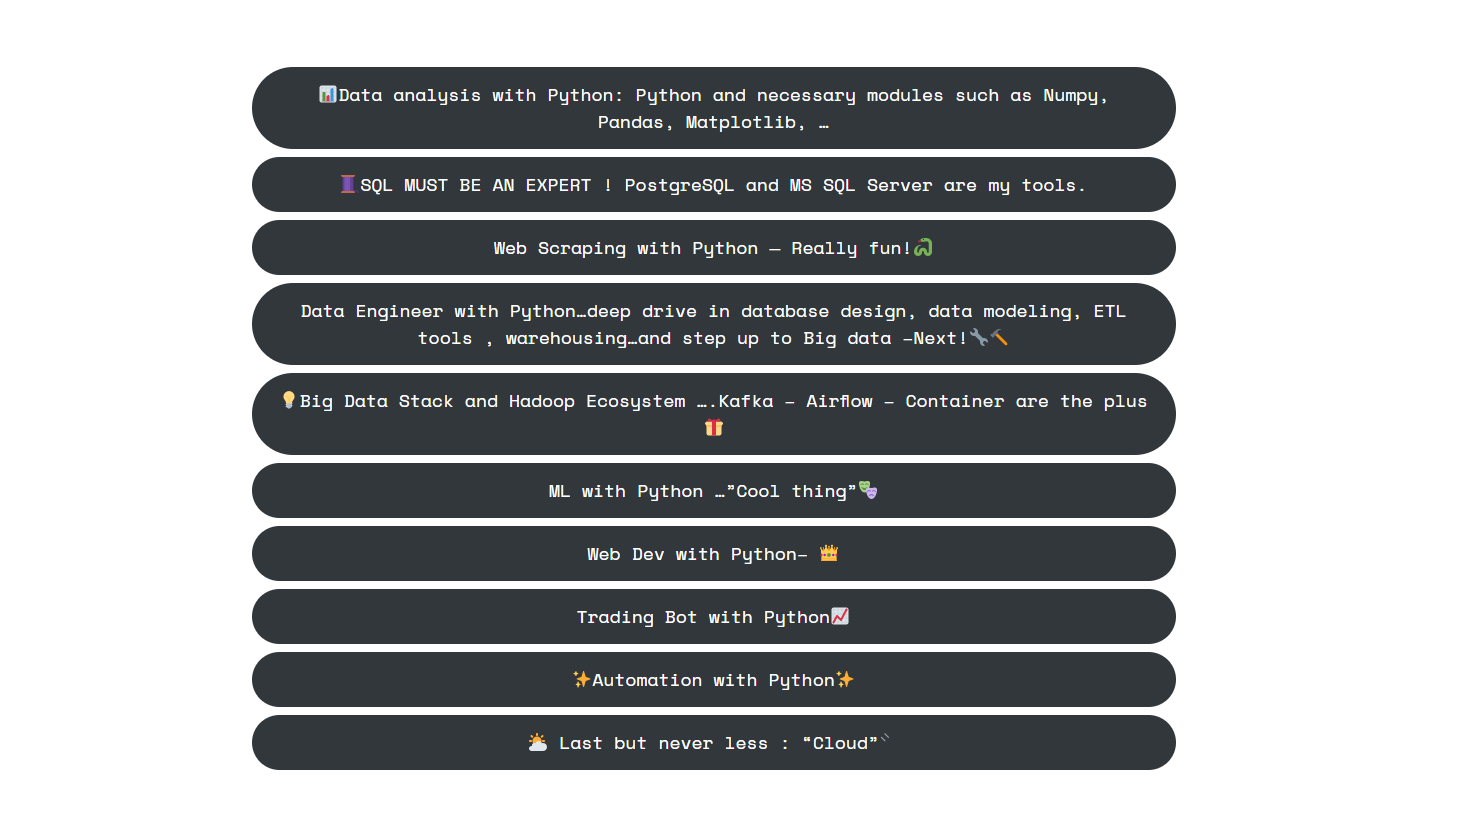 📊Data analysis with Python: Python and necessary modules such as Numpy,
Pandas, Matplotlib, …
🧵SQL MUST BE AN EXPERT ! PostgreSQL and MS SQL Server are my tools.
Web Scraping with Python – Really fun!🐍
Data Engineer with Python…deep drive in database design, data modeling, ETL
tools , warehousing…and step up to Big data –Next!🔧🔨
💡Big Data Stack and Hadoop Ecosystem ….Kafka – Airflow – Container are the plus
🎁
ML with Python …”Cool thing”🎭
Web Dev with Python– 👑
Trading Bot with Python📈
✨Automation with Python✨
🌥 Last but never less : “Cloud”